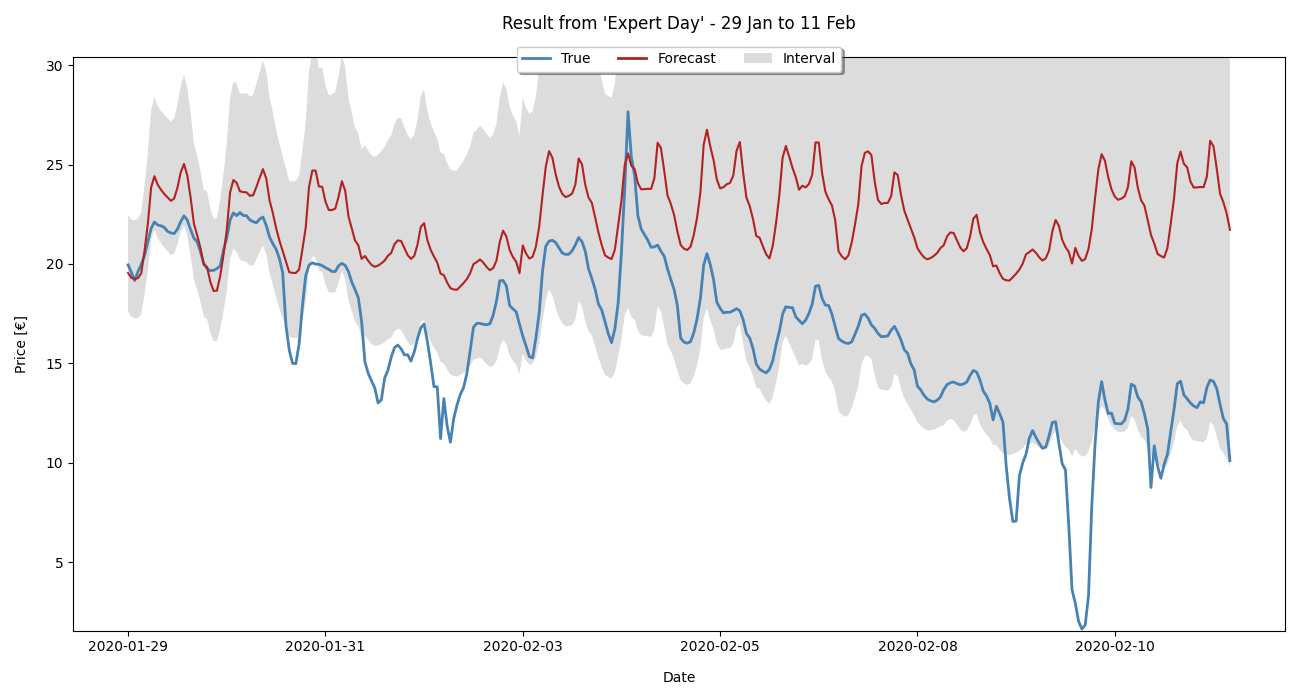 Result from 'Expert Day' - 29 Jan to 11 Feb
True Forecast Interval
30
25
20
15
10
5
Price [€]
2020-01-29 2020-01-31 2020-02-03 2020-02-05 2020-02-08 2020-02-10
Date